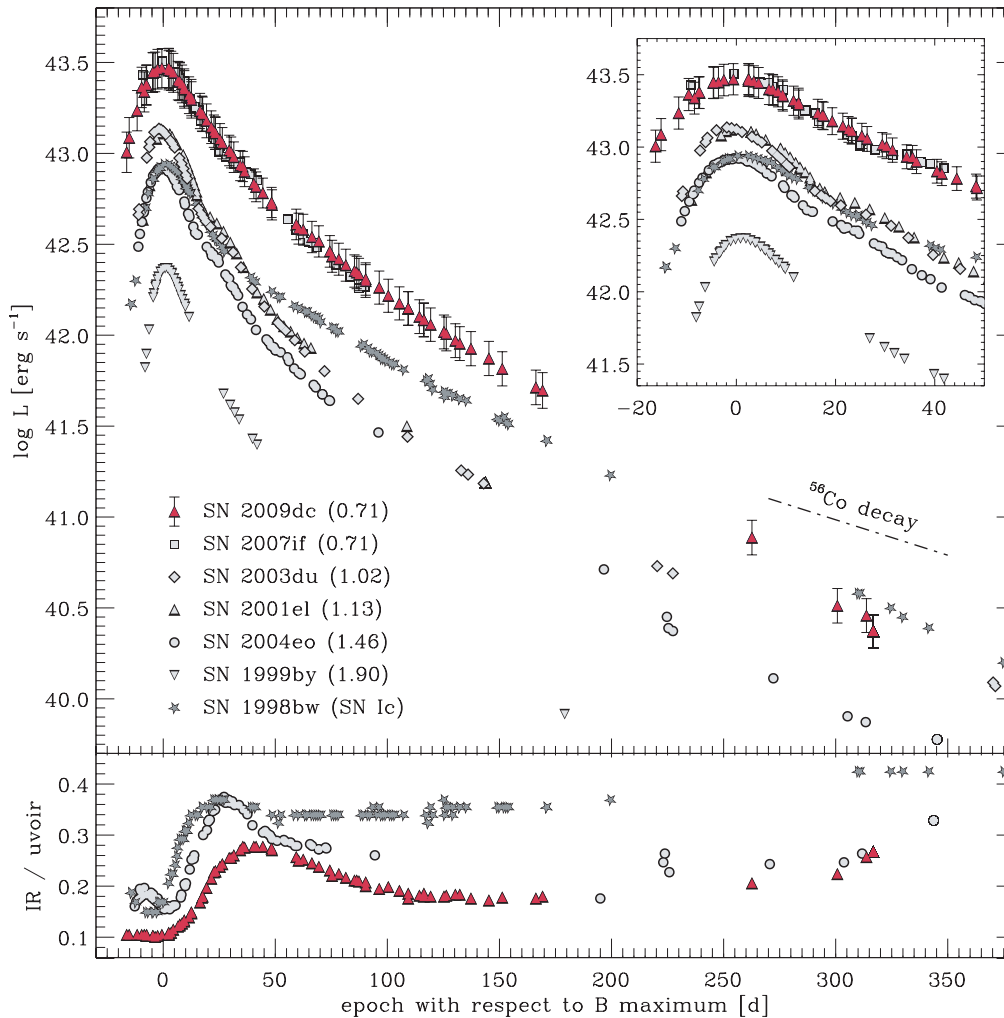 43.5
43.0
42.5
42.0
41.5
41.0
40.5
40.0
log L [erg s⁻¹]
43.5
43.0
42.5
42.0
41.5
-20 0 20 40
⁵⁶Co decay
SN 2009dc (0.71)
SN 2007if (0.71)
SN 2003du (1.02)
SN 2001el (1.13)
SN 2004eo (1.46)
SN 1999by (1.90)
SN 1998bw (SN Ic)
0.4
0.3
0.2
0.1
IR / uvoir
0 50 100 150 200 250 300 350
epoch with respect to B maximum [d]